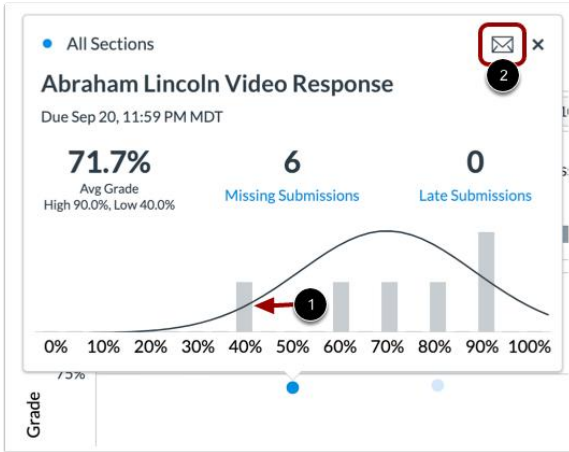 All Sections
2
Abraham Lincoln Video Response
Due Sep 20, 11:59 PM MDT
71.7% 6 0
Avg Grade Missing Submissions Late Submissions
High 90.0%, Low 40.0%
1
0% 10% 20% 30% 40% 50% 60% 70% 80% 90% 100%
75%
Grade